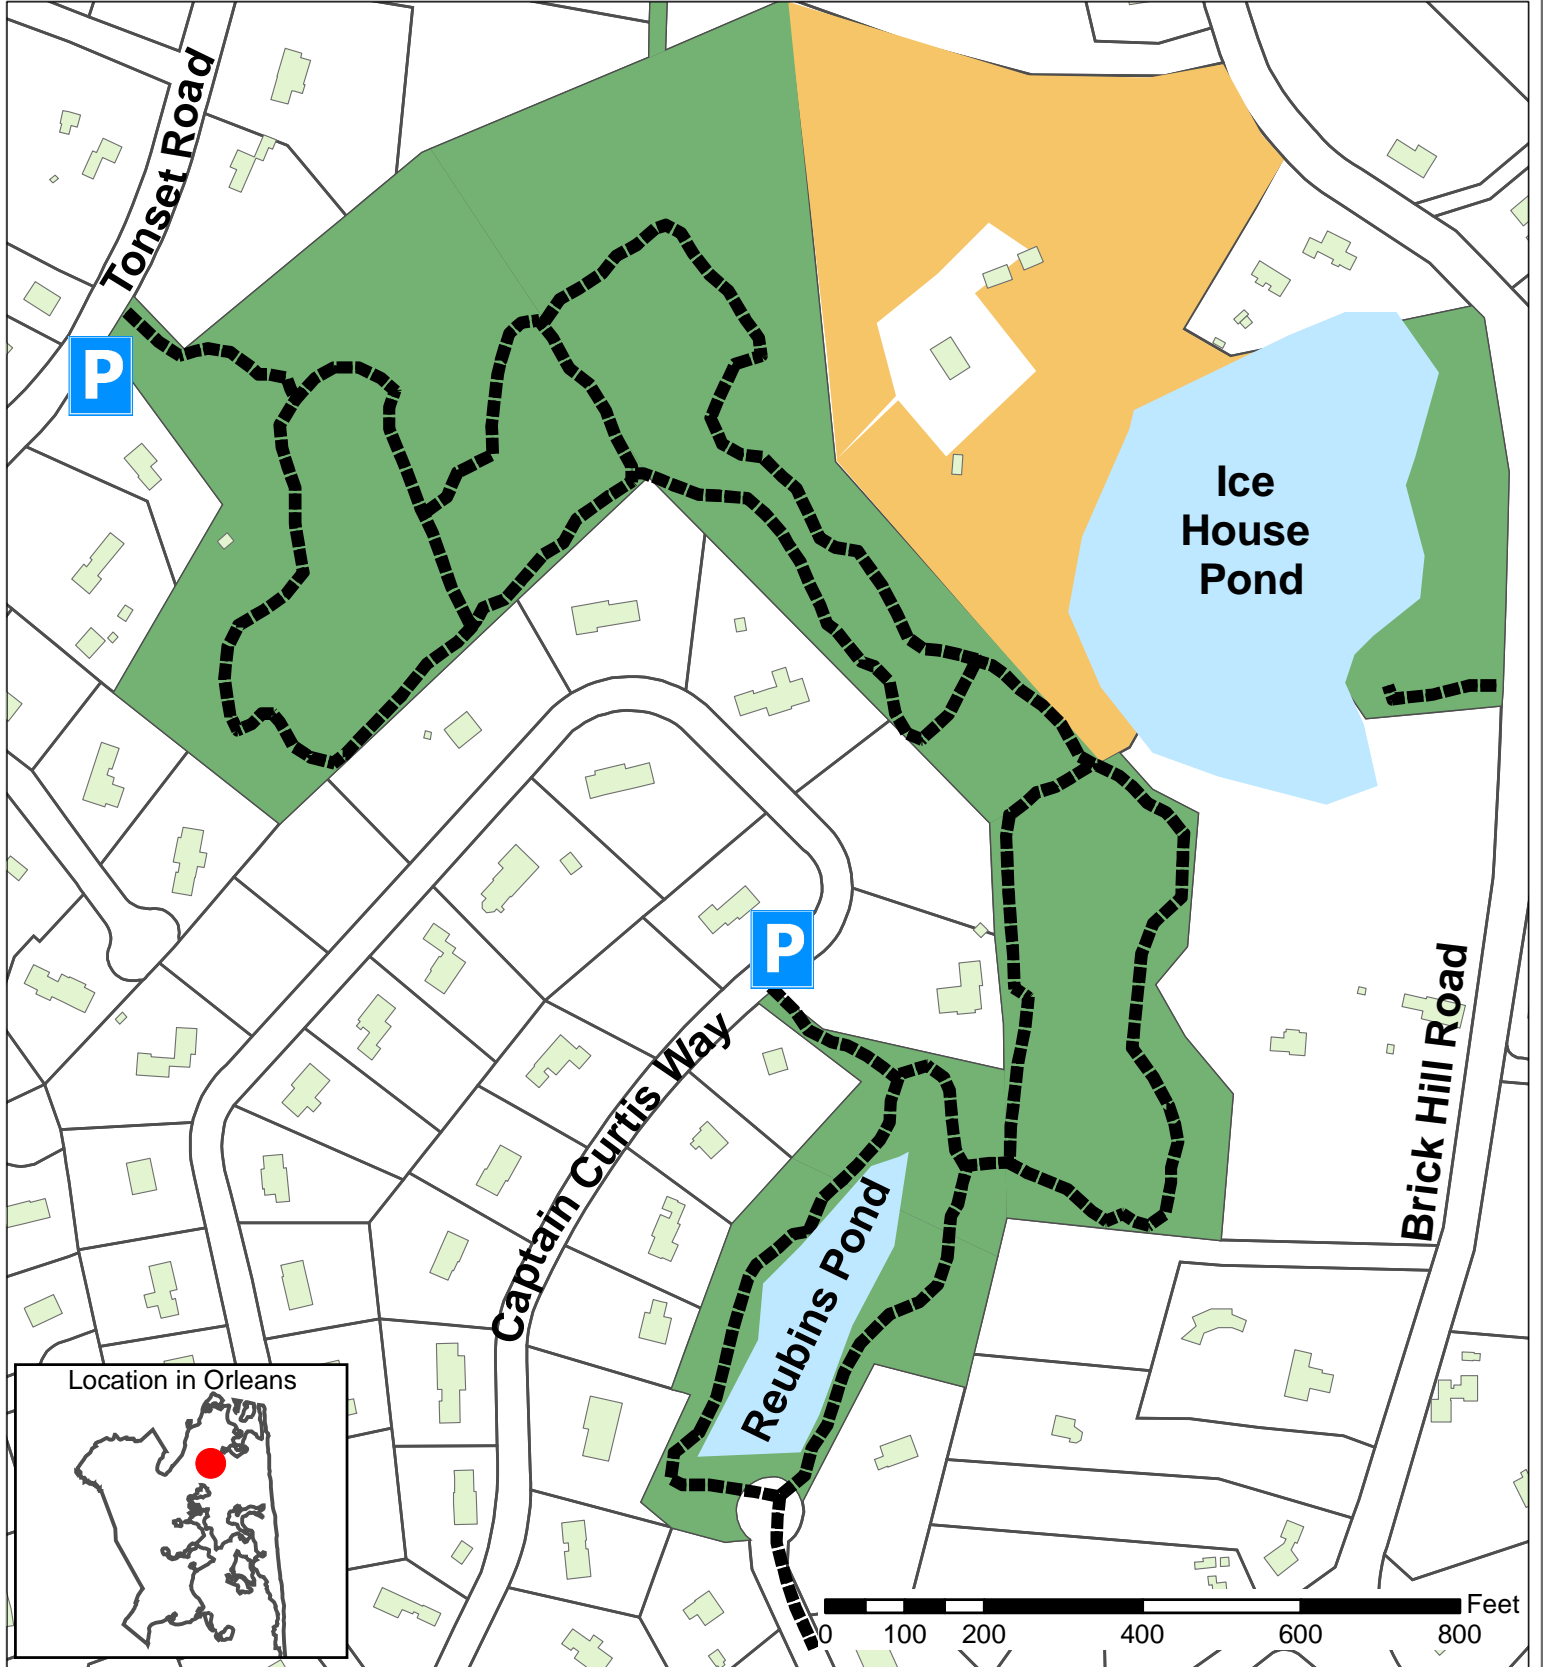 Tonset Road
P
Ice
House
Pond
P
Captain Curtis Way
Brick Hill Road
Reubins Pond
Location in Orleans
Feet
0 100 200 400 600 800